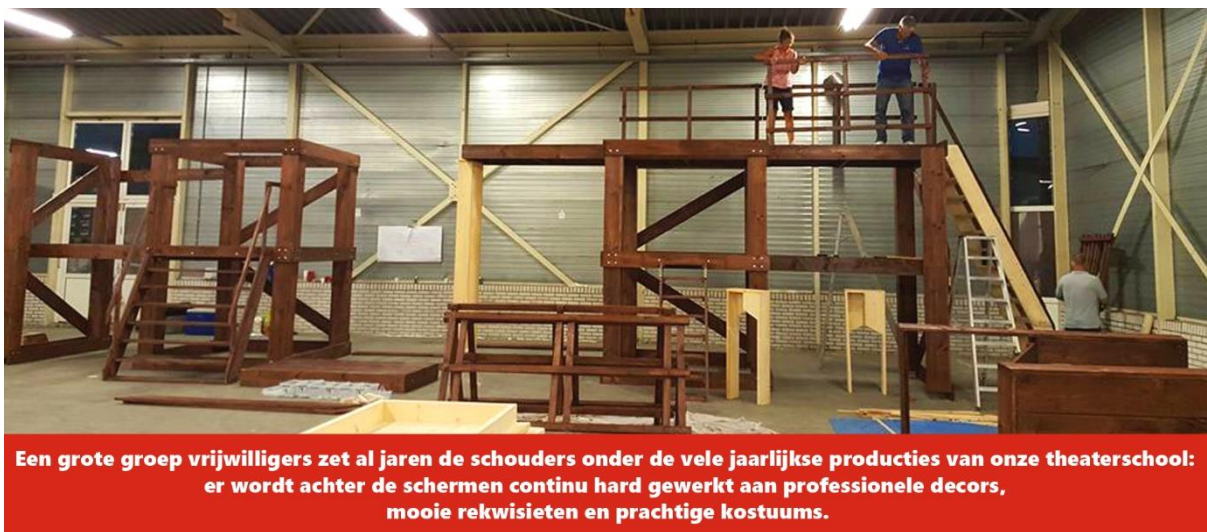 Een grote groep vrijwilligers zet al jaren de schouders onder de vele jaarlijkse producties van onze theaterschool:
er wordt achter de schermen continu hard gewerkt aan professionele decors,
mooie rekwisieten en prachtige kostuums.